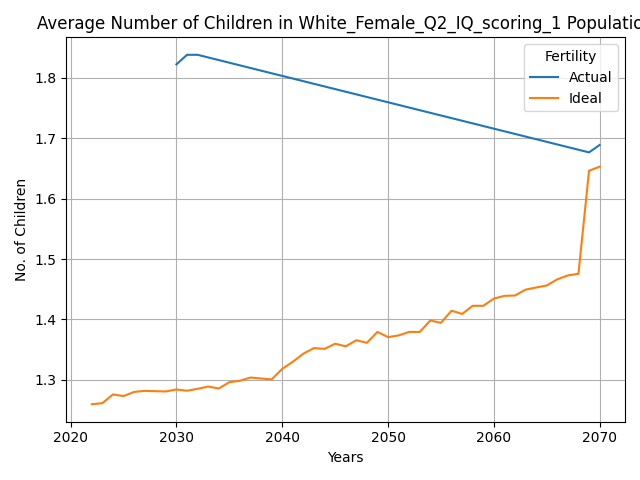 Average Number of Children in White_Female_Q2_IQ_scoring_1 Populatio
Fertility
Actual
Ideal
1.8
1.7
1.6
1.5
1.4
1.3
No. of Children
2020
2030
2040
2050
2060
2070
Years